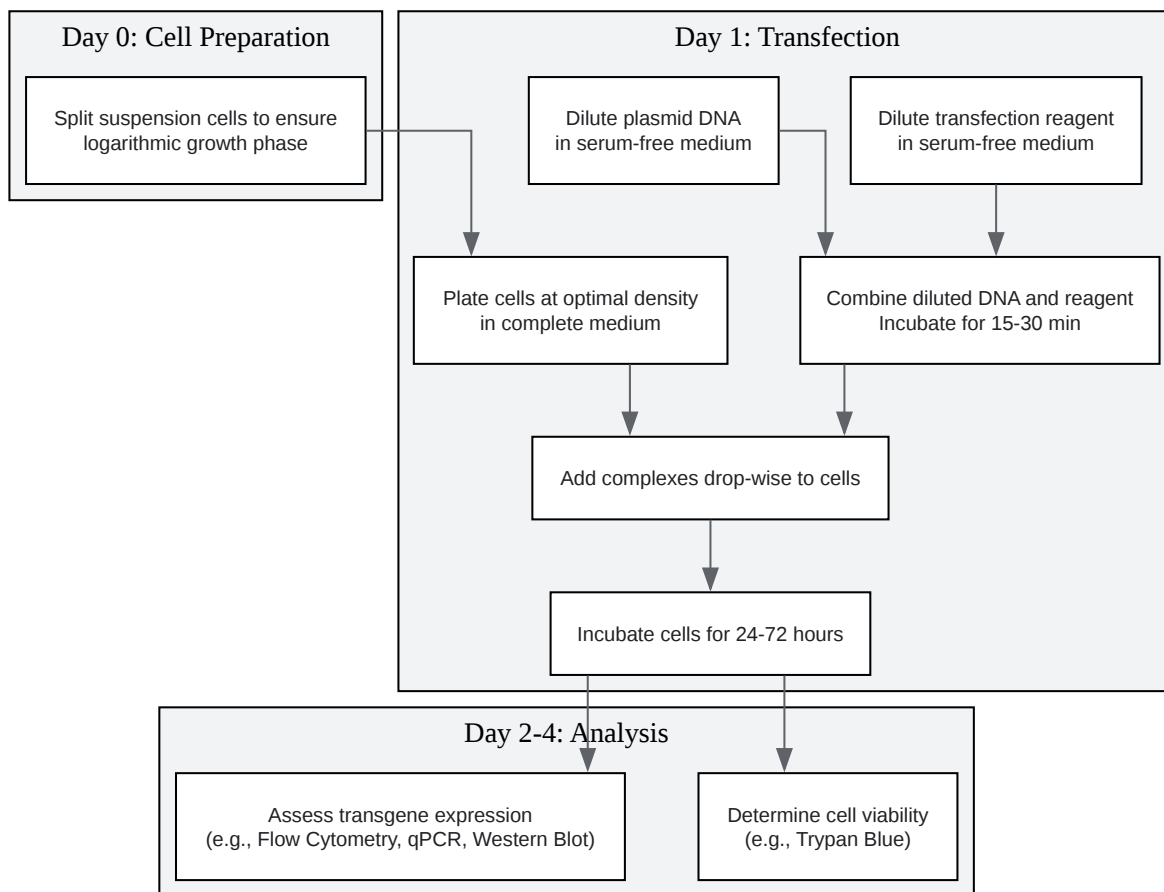 Day 0: Cell Preparation
Split suspension cells to ensure
logarithmic growth phase
Day 1: Transfection
Dilute plasmid DNA
in serum-free medium
Dilute transfection reagent
in serum-free medium
Plate cells at optimal density
in complete medium
Combine diluted DNA and reagent
Incubate for 15-30 min
Add complexes drop-wise to cells
Incubate cells for 24-72 hours
Day 2-4: Analysis
Assess transgene expression
(e.g., Flow Cytometry, qPCR, Western Blot)
Determine cell viability
(e.g., Trypan Blue)